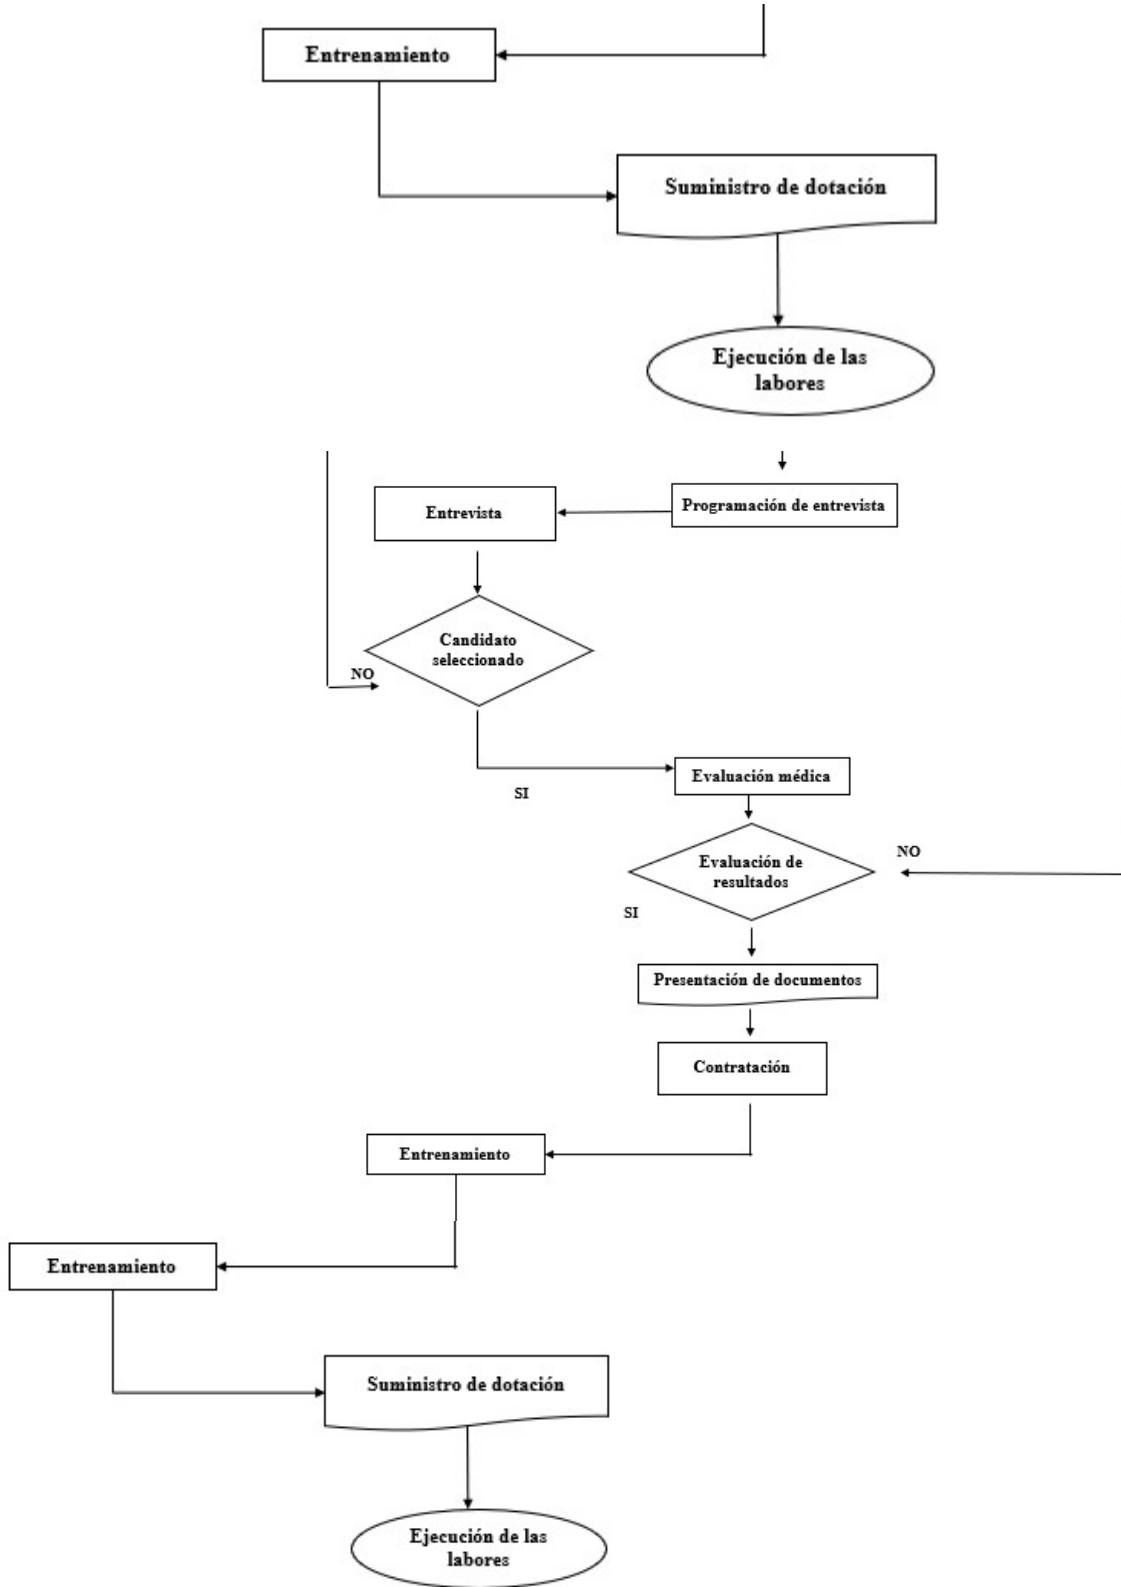 Entrenamiento
Suministro de dotación
Ejecución de las
labores
Programación de entrevista
Entrevista
Candidato
seleccionado
NO
SI
Evaluación médica
Evaluación de
resultados
NO
SI
Presentación de documentos
Contratación
Entrenamiento
Entrenamiento
Suministro de dotación
Ejecución de las
labores